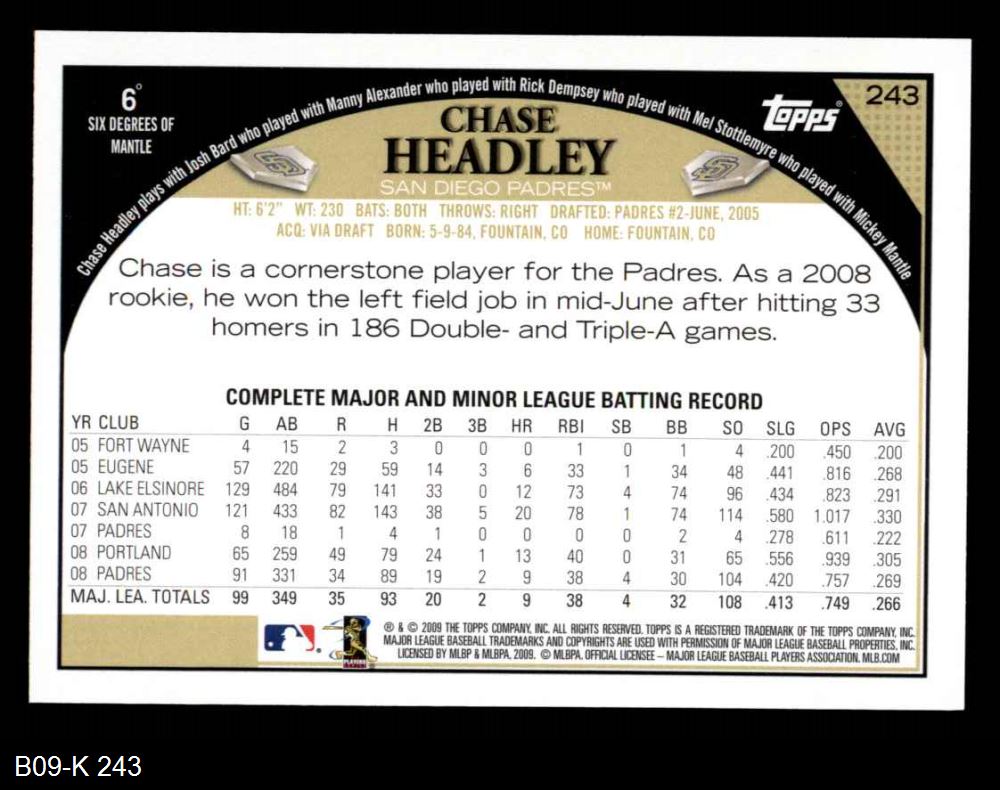 6°
SIX DEGREES OF
MANTLE
Chase Headley plays with Josh Bard who played with Manny Alexander who played with Rick Dempsey who played with Mel Stottlemyre who played with Mickey Mantle
Topps
243
CHASE
HEADLEY
SAN DIEGO PADRES™
HT: 6'2" WT: 230 BATS: BOTH THROWS: RIGHT DRAFTED: PADRES #2-JUNE, 2005
ACQ: VIA DRAFT BORN: 5-9-84, FOUNTAIN, CO HOME: FOUNTAIN, CO
Chase is a cornerstone player for the Padres. As a 2008
rookie, he won the left field job in mid-June after hitting 33
homers in 186 Double- and Triple-A games.
COMPLETE MAJOR AND MINOR LEAGUE BATTING RECORD
YR CLUB G AB R H 2B 3B HR RBI SB BB SO SLG OPS AVG
05 FORT WAYNE 4 15 2 3 0 0 0 1 0 1 4 .200 .450 .200
05 EUGENE 57 220 29 59 14 3 6 33 1 34 48 .441 .816 .268
06 LAKE ELSINORE 129 484 79 141 33 0 12 73 4 74 96 .434 .823 .291
07 SAN ANTONIO 121 433 82 143 38 5 20 78 1 74 114 .580 1.017 .330
07 PADRES 8 18 1 4 1 0 0 0 0 2 4 .278 .611 .222
08 PORTLAND 65 259 49 79 24 1 13 40 0 31 65 .556 .939 .305
08 PADRES 91 331 34 89 19 2 9 38 4 30 104 .420 .757 .269
MAJ. LEA. TOTALS 99 349 35 93 20 2 9 38 4 32 108 .413 .749 .266
® & © 2009 THE TOPPS COMPANY, INC. ALL RIGHTS RESERVED. TOPPS IS A REGISTERED TRADEMARK OF THE TOPPS COMPANY, INC.
MAJOR LEAGUE BASEBALL TRADEMARKS AND COPYRIGHTS ARE USED WITH PERMISSION OF MAJOR LEAGUE BASEBALL PROPERTIES, INC.
LICENSED BY MLBP & MLBPA, 2009. © MLBPA. OFFICIAL LICENSEE – MAJOR LEAGUE BASEBALL PLAYERS ASSOCIATION. MLB.COM
B09-K 243